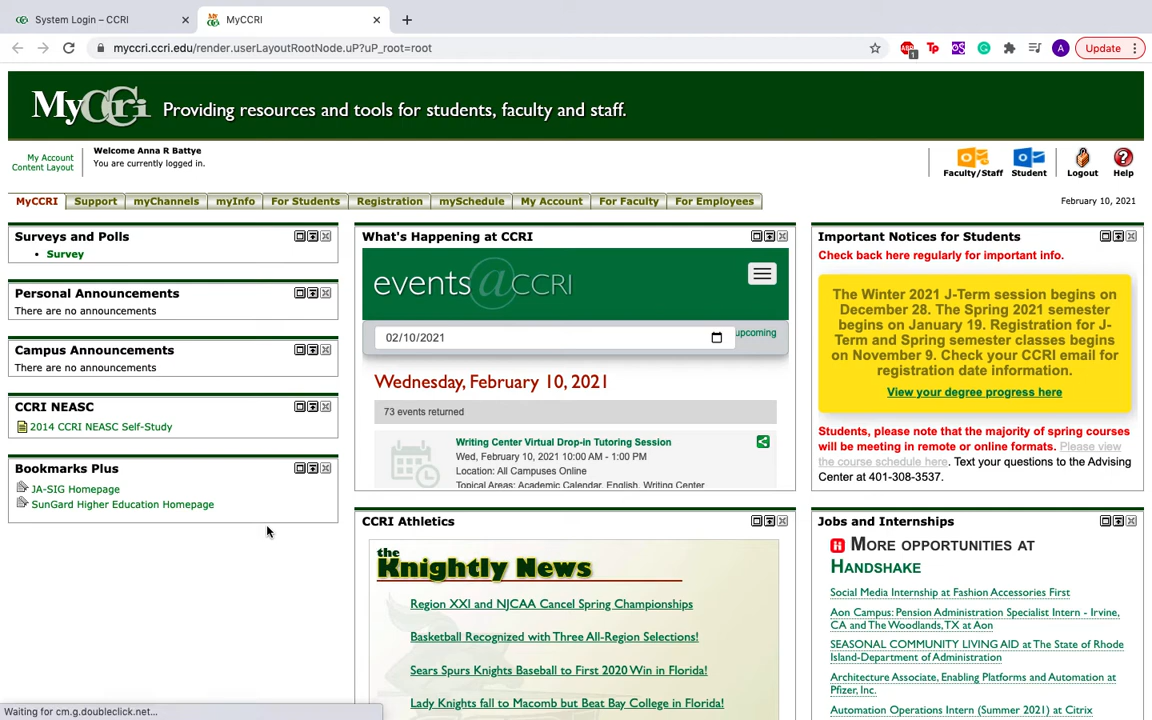 System Login – CCRI
MyCCRI
myccri.ccri.edu/render.userLayoutRootNode.uP?uP_root=root
1
A
Update
MyCCRI Providing resources and tools for students, faculty and staff.
My Account
Content Layout
Welcome Anna R Battye
You are currently logged in.
Faculty/Staff
Student
Logout
Help
MyCCRI
Support
myChannels
myInfo
For Students
Registration
mySchedule
My Account
For Faculty
For Employees
February 10, 2021
Surveys and Polls
• Survey
Personal Announcements
There are no announcements
Campus Announcements
There are no announcements
CCRI NEASC
2014 CCRI NEASC Self-Study
Bookmarks Plus
JA-SIG Homepage
SunGard Higher Education Homepage
What's Happening at CCRI
events@CCRI
02/10/2021
upcoming
Wednesday, February 10, 2021
73 events returned
Writing Center Virtual Drop-in Tutoring Session
Wed, February 10, 2021 10:00 AM - 1:00 PM
Location: All Campuses Online
Topical Areas: Academic Calendar, English, Writing Center
CCRI Athletics
the
Knightly News
Region XXI and NJCAA Cancel Spring Championships
Basketball Recognized with Three All-Region Selections!
Sears Spurs Knights Baseball to First 2020 Win in Florida!
Lady Knights fall to Macomb but Beat Bay College in Florida!
Important Notices for Students
Check back here regularly for important info.
The Winter 2021 J-Term session begins on
December 28. The Spring 2021 semester
begins on January 19. Registration for J-
Term and Spring semester classes begins
on November 9. Check your CCRI email for
registration date information.
View your degree progress here
Students, please note that the majority of spring courses
will be meeting in remote or online formats. Please view
the course schedule here. Text your questions to the Advising
Center at 401-308-3537.
Jobs and Internships
More opportunities at
Handshake
Social Media Internship at Fashion Accessories First
Aon Campus: Pension Administration Specialist Intern - Irvine,
CA and The Woodlands, TX at Aon
SEASONAL COMMUNITY LIVING AID at The State of Rhode
Island-Department of Administration
Architecture Associate, Enabling Platforms and Automation at
Pfizer, Inc.
Automation Operations Intern (Summer 2021) at Citrix
Waiting for cm.g.doubleclick.net...